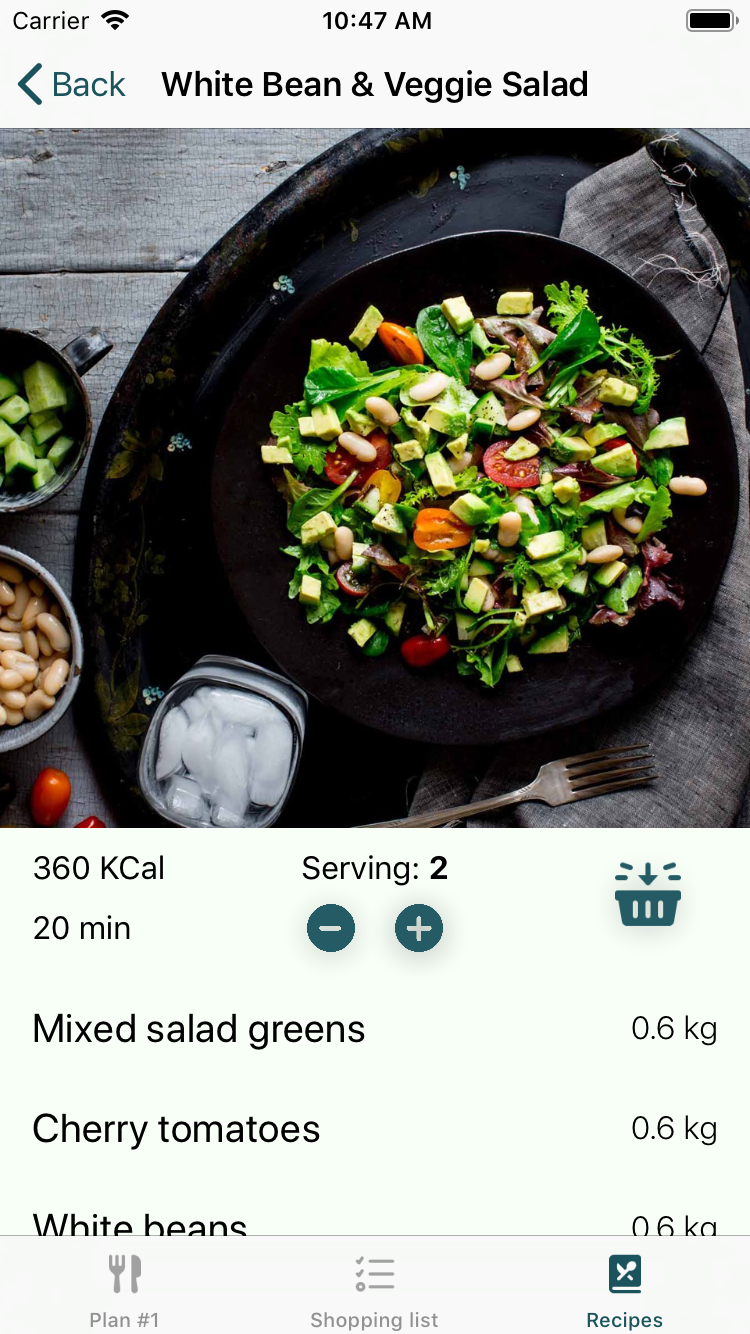 Carrier 10:47 AM
Back White Bean & Veggie Salad
360 KCal Serving: 2
20 min
Mixed salad greens 0.6 kg
Cherry tomatoes 0.6 kg
White beans 0.6 kg
Plan #1 Shopping list Recipes